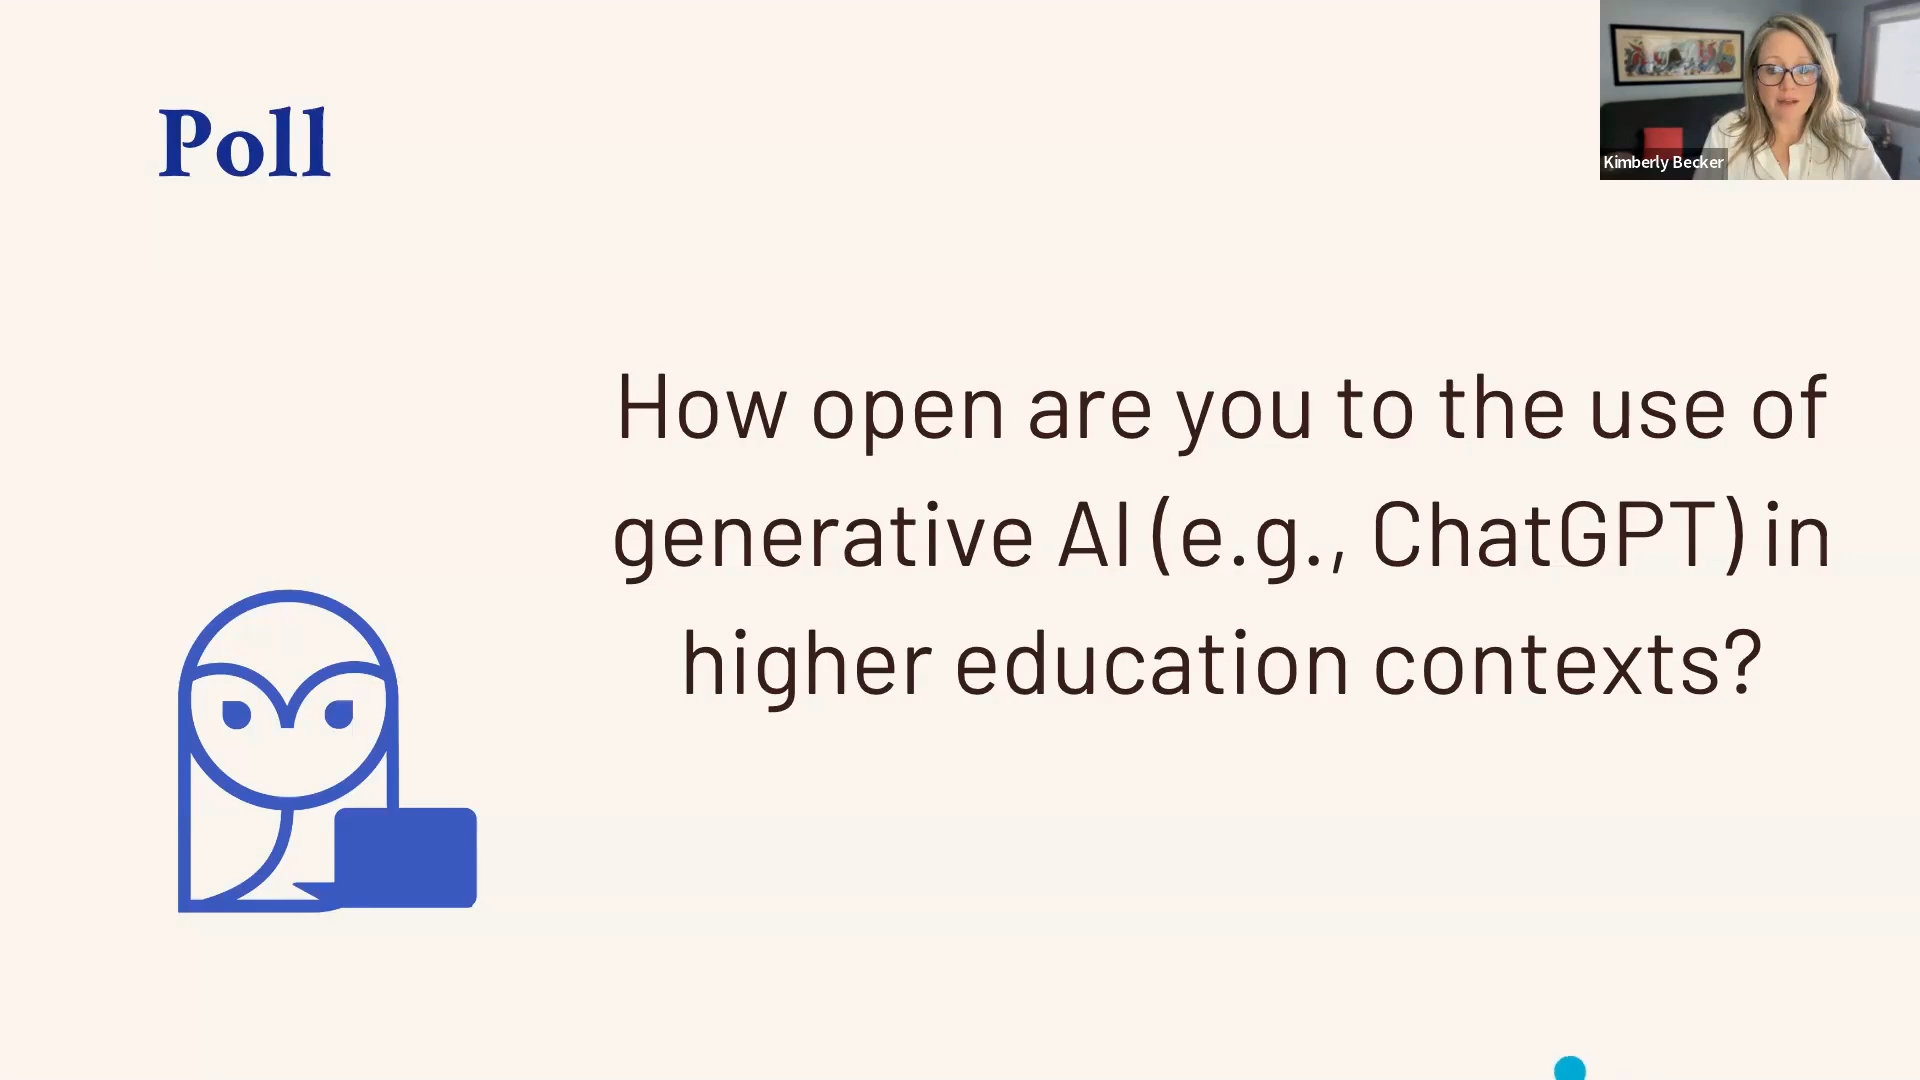 Poll
Kimberly Becker
How open are you to the use of
generative AI (e.g., ChatGPT) in
higher education contexts?